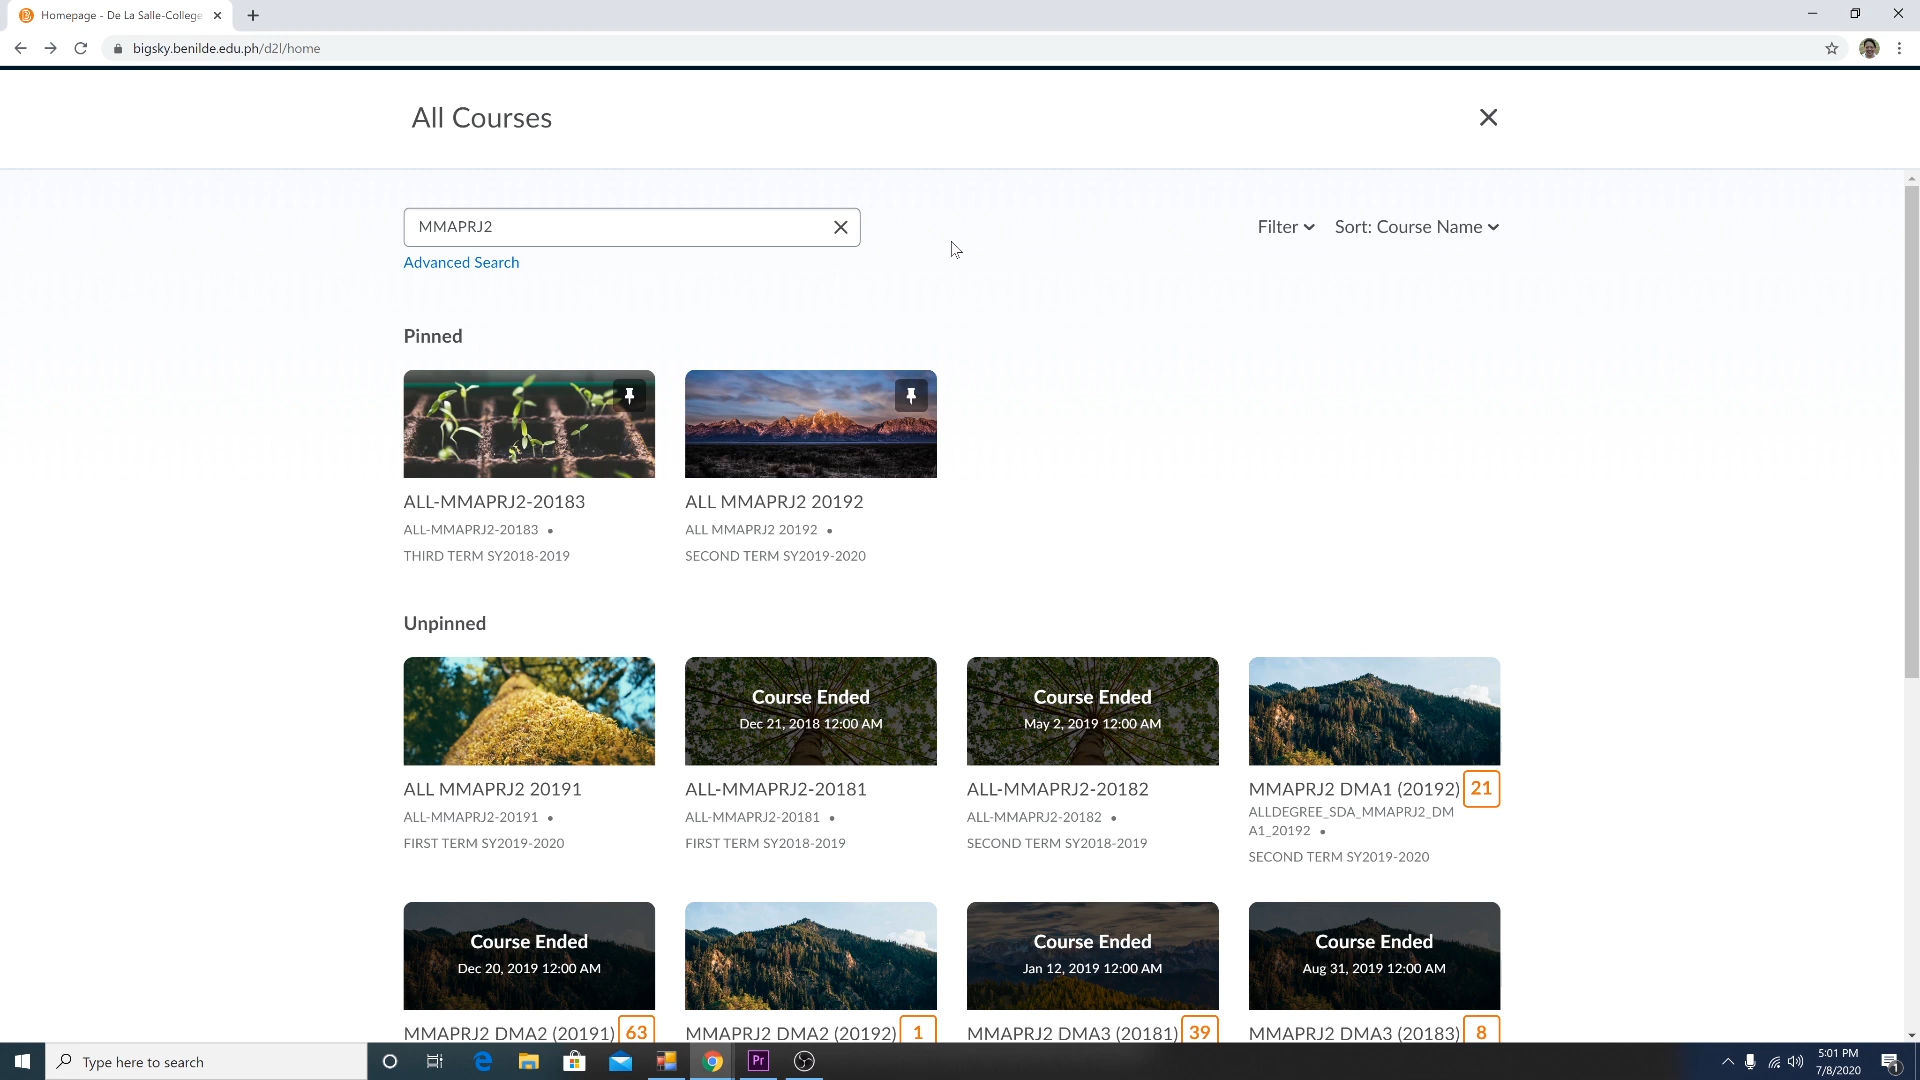 Homepage - De La Salle-College
bigsky.benilde.edu.ph/d2l/home
All Courses
MMAPRJ2
Filter
Sort: Course Name
Advanced Search
Pinned
ALL-MMAPRJ2-20183
ALL-MMAPRJ2-20183 •
THIRD TERM SY2018-2019
ALL MMAPRJ2 20192
ALL MMAPRJ2 20192 •
SECOND TERM SY2019-2020
Unpinned
ALL MMAPRJ2 20191
ALL-MMAPRJ2-20191 •
FIRST TERM SY2019-2020
Course Ended
Dec 21, 2018 12:00 AM
ALL-MMAPRJ2-20181
ALL-MMAPRJ2-20181 •
FIRST TERM SY2018-2019
Course Ended
May 2, 2019 12:00 AM
ALL-MMAPRJ2-20182
ALL-MMAPRJ2-20182 •
SECOND TERM SY2018-2019
MMAPRJ2 DMA1 (20192) 21
ALLDEGREE_SDA_MMAPRJ2_DM
A1_20192 •
SECOND TERM SY2019-2020
Course Ended
Dec 20, 2019 12:00 AM
MMAPRJ2 DMA2 (20191) 63
MMAPRJ2 DMA2 (20192) 1
Course Ended
Jan 12, 2019 12:00 AM
MMAPRJ2 DMA3 (20181) 39
Course Ended
Aug 31, 2019 12:00 AM
MMAPRJ2 DMA3 (20183) 8
Type here to search
Pr
5:01 PM
7/8/2020
1